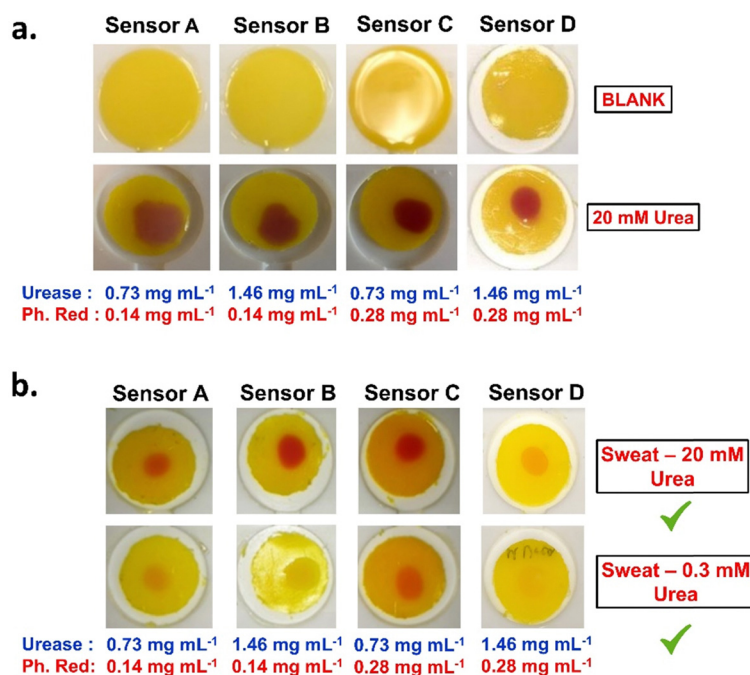 a.
Sensor A Sensor B Sensor C Sensor D
BLANK
20 mM Urea
Urease : 0.73 mg mL⁻¹ 1.46 mg mL⁻¹ 0.73 mg mL⁻¹ 1.46 mg mL⁻¹
Ph. Red : 0.14 mg mL⁻¹ 0.14 mg mL⁻¹ 0.28 mg mL⁻¹ 0.28 mg mL⁻¹
b.
Sensor A Sensor B Sensor C Sensor D
Sweat – 20 mM
Urea
Sweat – 0.3 mM
Urea
Urease : 0.73 mg mL⁻¹ 1.46 mg mL⁻¹ 0.73 mg mL⁻¹ 1.46 mg mL⁻¹
Ph. Red: 0.14 mg mL⁻¹ 0.14 mg mL⁻¹ 0.28 mg mL⁻¹ 0.28 mg mL⁻¹